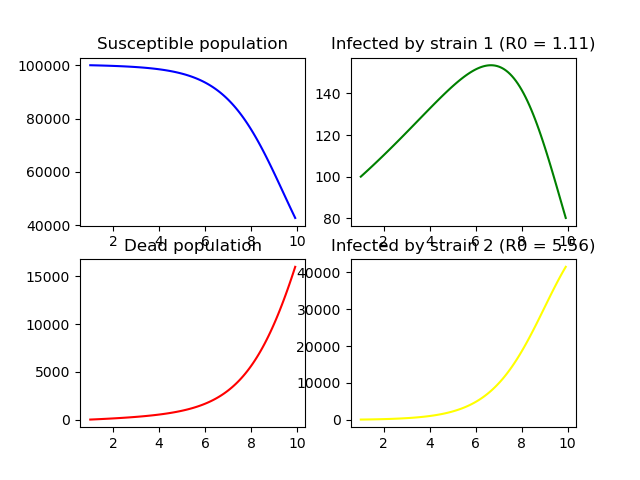 Susceptible population
100000
80000
60000
40000
2 4 6 8 10
Infected by strain 1 (R0 = 1.11)
140
120
100
80
2 4 6 8 10
Dead population
15000
10000
5000
0
2 4 6 8 10
Infected by strain 2 (R0 = 5.56)
40000
30000
20000
10000
0
2 4 6 8 10